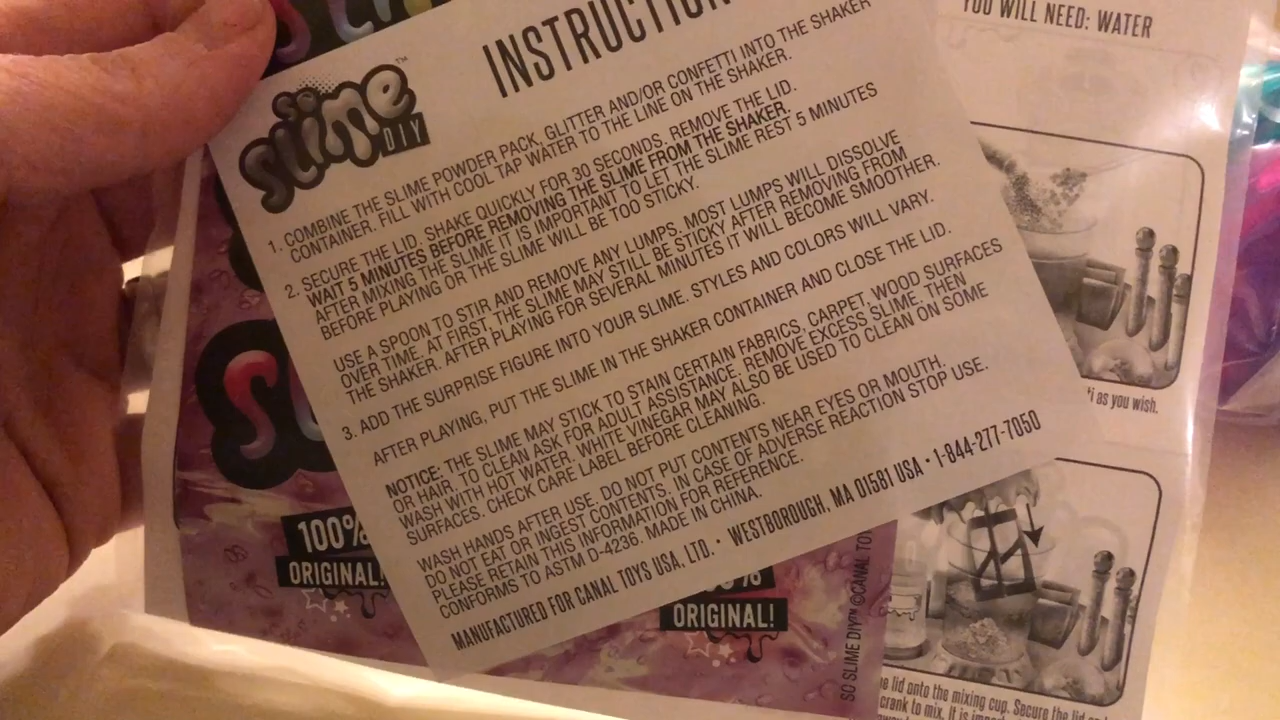 INSTRUCTION
So
Slime
DIY
™
1. COMBINE THE SLIME POWDER PACK, GLITTER AND/OR CONFETTI INTO THE SHAKER
CONTAINER. FILL WITH COOL TAP WATER TO THE LINE ON THE SHAKER.
2. SECURE THE LID. SHAKE QUICKLY FOR 30 SECONDS. REMOVE THE LID.
WAIT 5 MINUTES BEFORE REMOVING THE SLIME FROM THE SHAKER.
AFTER MIXING THE SLIME IT IS IMPORTANT TO LET THE SLIME REST 5 MINUTES
BEFORE PLAYING OR THE SLIME WILL BE TOO STICKY.
USE A SPOON TO STIR AND REMOVE ANY LUMPS. MOST LUMPS WILL DISSOLVE
OVER TIME. AT FIRST, THE SLIME MAY STILL BE STICKY AFTER REMOVING FROM
THE SHAKER. AFTER PLAYING FOR SEVERAL MINUTES IT WILL BECOME SMOOTHER.
3. ADD THE SURPRISE FIGURE INTO YOUR SLIME. STYLES AND COLORS WILL VARY.
AFTER PLAYING, PUT THE SLIME IN THE SHAKER CONTAINER AND CLOSE THE LID.
NOTICE: THE SLIME MAY STICK TO STAIN CERTAIN FABRICS, CARPET, WOOD SURFACES
OR HAIR. TO CLEAN ASK FOR ADULT ASSISTANCE. REMOVE EXCESS SLIME. THEN
WASH WITH HOT WATER. WHITE VINEGAR MAY ALSO BE USED TO CLEAN ON SOME
SURFACES. CHECK CARE LABEL BEFORE CLEANING.
WASH HANDS AFTER USE. DO NOT PUT CONTENTS NEAR EYES OR MOUTH.
DO NOT EAT OR INGEST CONTENTS. IN CASE OF ADVERSE REACTION STOP USE.
PLEASE RETAIN THIS INFORMATION FOR REFERENCE.
CONFORMS TO ASTM D-4236. MADE IN CHINA.
MANUFACTURED FOR CANAL TOYS USA, LTD. • WESTBOROUGH, MA 01581 USA • 1-844-277-7050
YOU WILL NEED: WATER
as you wish.
100%
ORIGINAL!
%
ORIGINAL!
SO SLIME DIY™ ©CANAL TO
lid onto the mixing cup. Secure the lid
crank to mix. It is